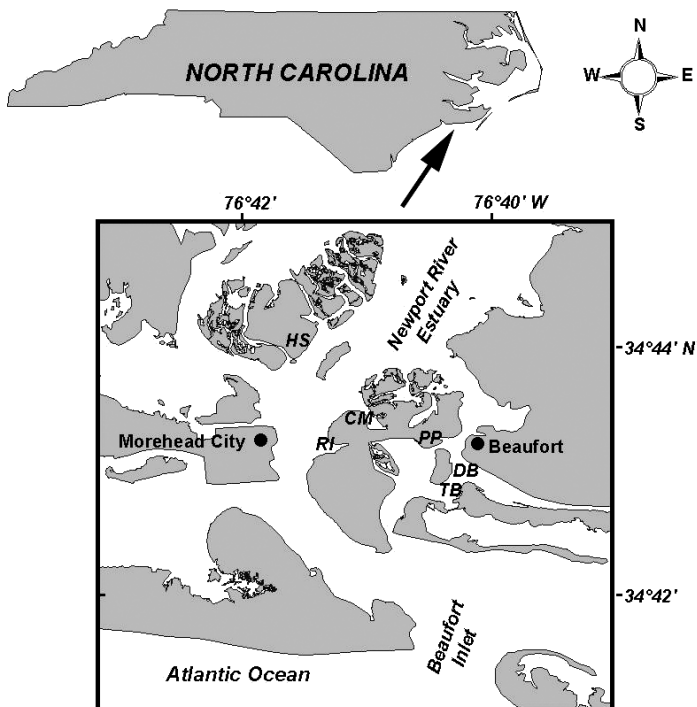 N
NORTH CAROLINA
W
E
S
76°42'
76°40' W
Newport River
Estuary
HS
34°44' N
CM
Morehead City
RI
PP
Beaufort
DB
TB
34°42'
Beaufort
Inlet
Atlantic Ocean